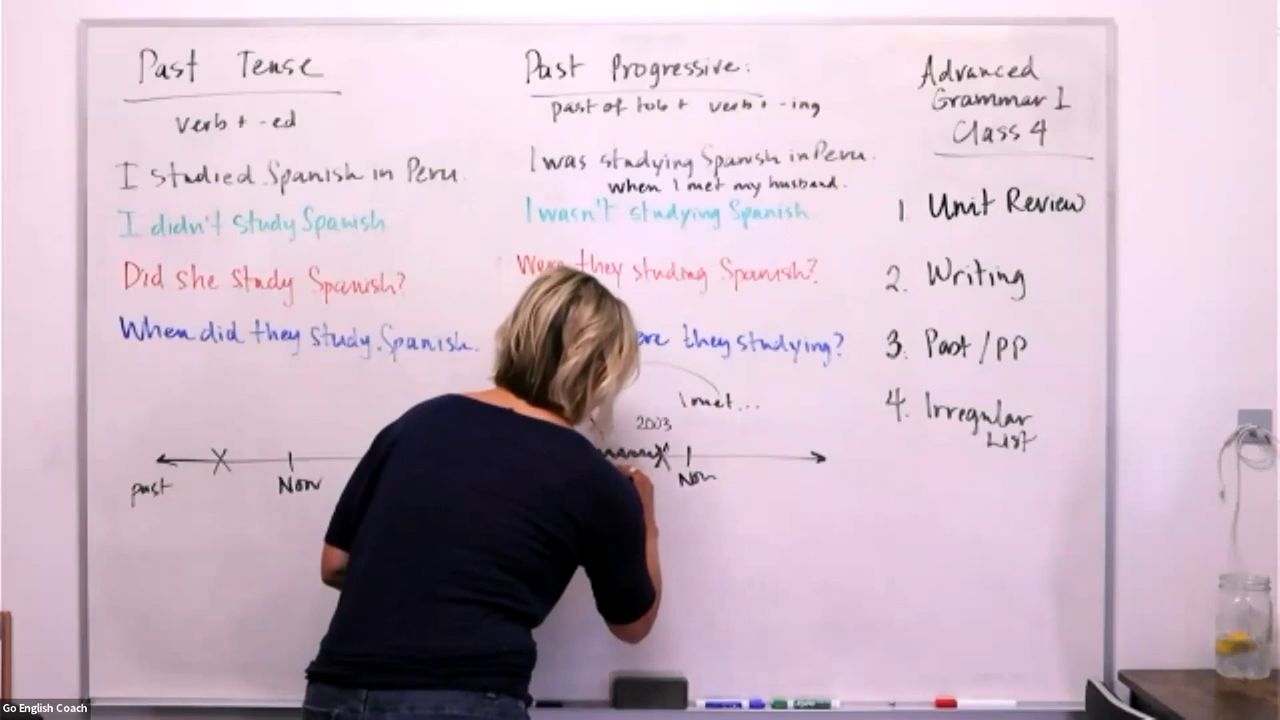 Past Tense
verb + -ed
I studied Spanish in Peru.
I didn't study Spanish
Did she study Spanish?
When did they study Spanish.
past
Now
Past Progressive:
past of tob + verb + -ing
I was studying Spanish in Peru.
when I met my husband.
I wasn't studying Spanish
Were they studing Spanish?
ere they studying?
I met...
2003
Now
Advanced
Grammar 1
Class 4
1. Unit Review
2. Writing
3. Past / PP
4. Irregular
List
Go English Coach